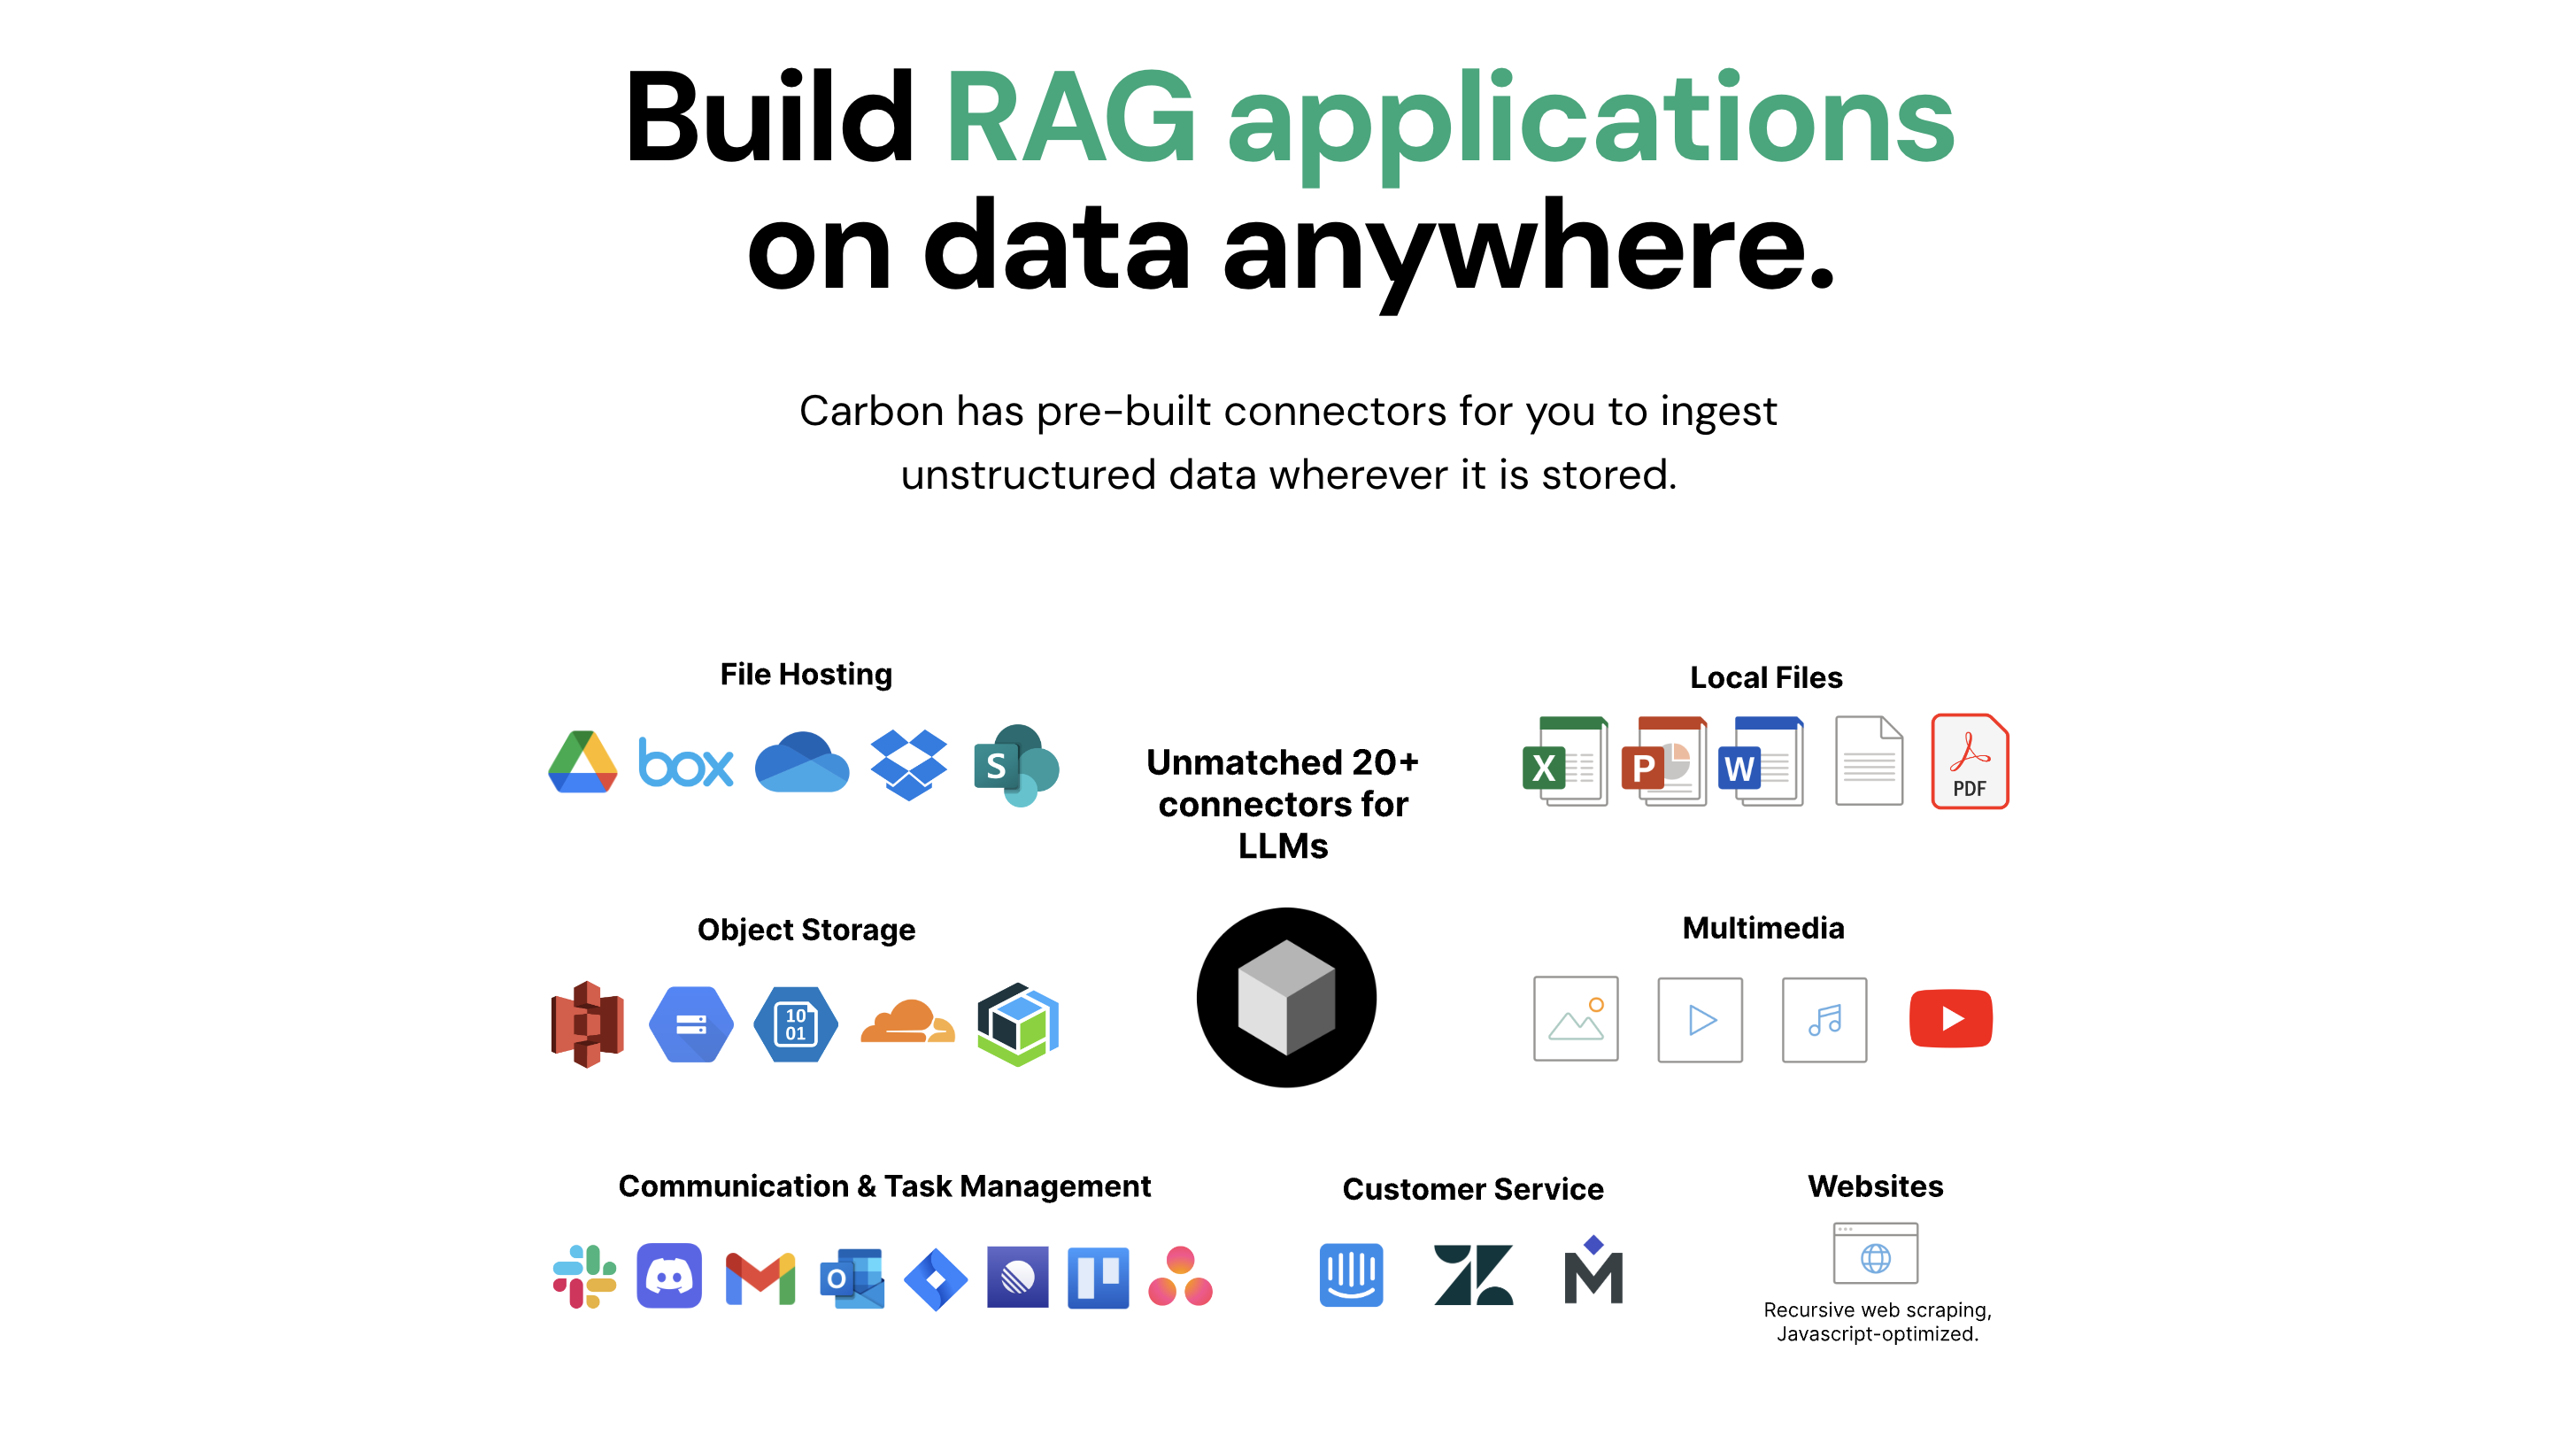 Build RAG applications
on data anywhere.
Carbon has pre-built connectors for you to ingest
unstructured data wherever it is stored.
File Hosting
box
S
Unmatched 20+
connectors for
LLMs
Local Files
X
P
W
PDF
Object Storage
10
01
Multimedia
Communication & Task Management
O
Customer Service
Websites
Recursive web scraping,
Javascript-optimized.